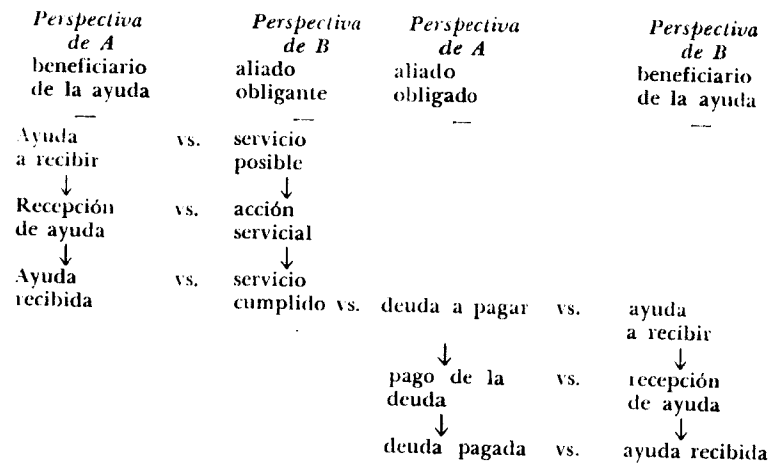 Perspectiva Perspectiva Perspectiva Perspectiva
de A de B de A de B
beneficiario aliado aliado beneficiario
de la ayuda obligante obligado de la ayuda
Ayuda vs. servicio
a recibir posible
↓ ↓
Recepción vs. acción
de ayuda servicial
↓ ↓
Ayuda vs. servicio
recibida cumplido vs. deuda a pagar vs. ayuda
a recibir
↓ ↓
pago de la vs. recepción
deuda de ayuda
↓ ↓
deuda pagada vs. ayuda recibida